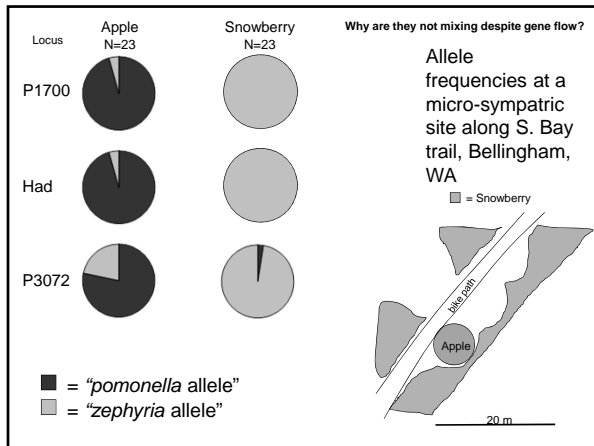 Why are they not mixing despite gene flow?
Locus
Apple
N=23
Snowberry
N=23
P1700
Had
P3072
= "pomonella allele"
= "zephyria allele"
Allele
frequencies at a
micro-sympatric
site along S. Bay
trail, Bellingham,
WA
= Snowberry
bike path
Apple
20 m